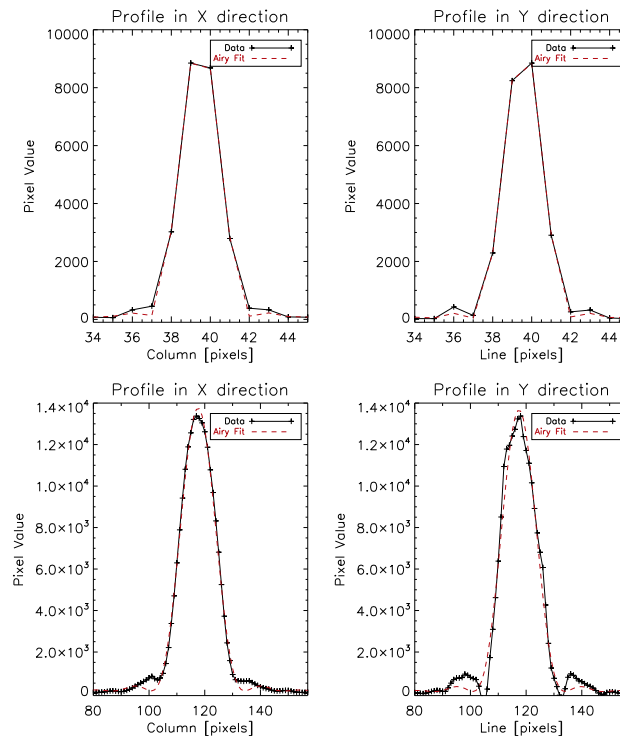 Profile in X direction
Data
Airy Fit
10000
8000
6000
4000
2000
0
Pixel Value
34 36 38 40 42 44
Column [pixels]
Profile in Y direction
Data
Airy Fit
10000
8000
6000
4000
2000
0
Pixel Value
34 36 38 40 42 44
Line [pixels]
Profile in X direction
Data
Airy Fit
1.4×10⁴
1.2×10⁴
1.0×10⁴
8.0×10³
6.0×10³
4.0×10³
2.0×10³
0
Pixel Value
80 100 120 140
Column [pixels]
Profile in Y direction
Data
Airy Fit
1.4×10⁴
1.2×10⁴
1.0×10⁴
8.0×10³
6.0×10³
4.0×10³
2.0×10³
0
Pixel Value
80 100 120 140
Line [pixels]